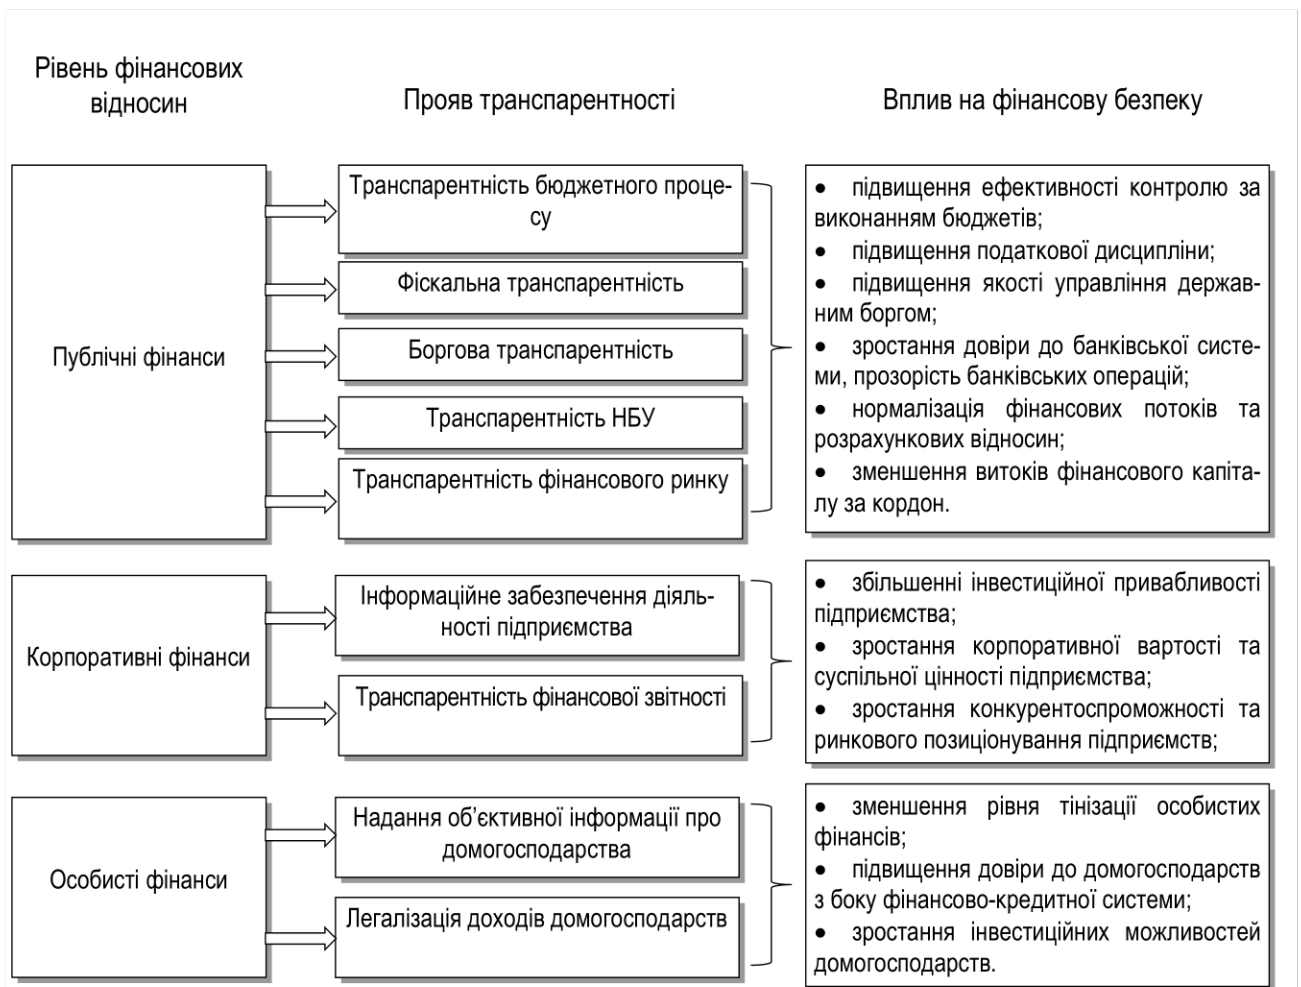 Рівень фінансових
відносин
Прояв транспарентності
Вплив на фінансову безпеку
Публічні фінанси
Транспарентність бюджетного проце-
су
Фіскальна транспарентність
Боргова транспарентність
Транспарентність НБУ
Транспарентність фінансового ринку
• підвищення ефективності контролю за
виконанням бюджетів;
• підвищення податкової дисципліни;
• підвищення якості управління держав-
ним боргом;
• зростання довіри до банківської систе-
ми, прозорість банківських операцій;
• нормалізація фінансових потоків та
розрахункових відносин;
• зменшення витоків фінансового капіта-
лу за кордон.
Корпоративні фінанси
Інформаційне забезпечення діяль-
ності підприємства
Транспарентність фінансової звітності
• збільшенні інвестиційної привабливості
підприємства;
• зростання корпоративної вартості та
суспільної цінності підприємства;
• зростання конкурентоспроможності та
ринкового позиціонування підприємств;
Особисті фінанси
Надання об’єктивної інформації про
домогосподарства
Легалізація доходів домогосподарств
• зменшення рівня тінізації особистих
фінансів;
• підвищення довіри до домогосподарств
з боку фінансово-кредитної системи;
• зростання інвестиційних можливостей
домогосподарств.